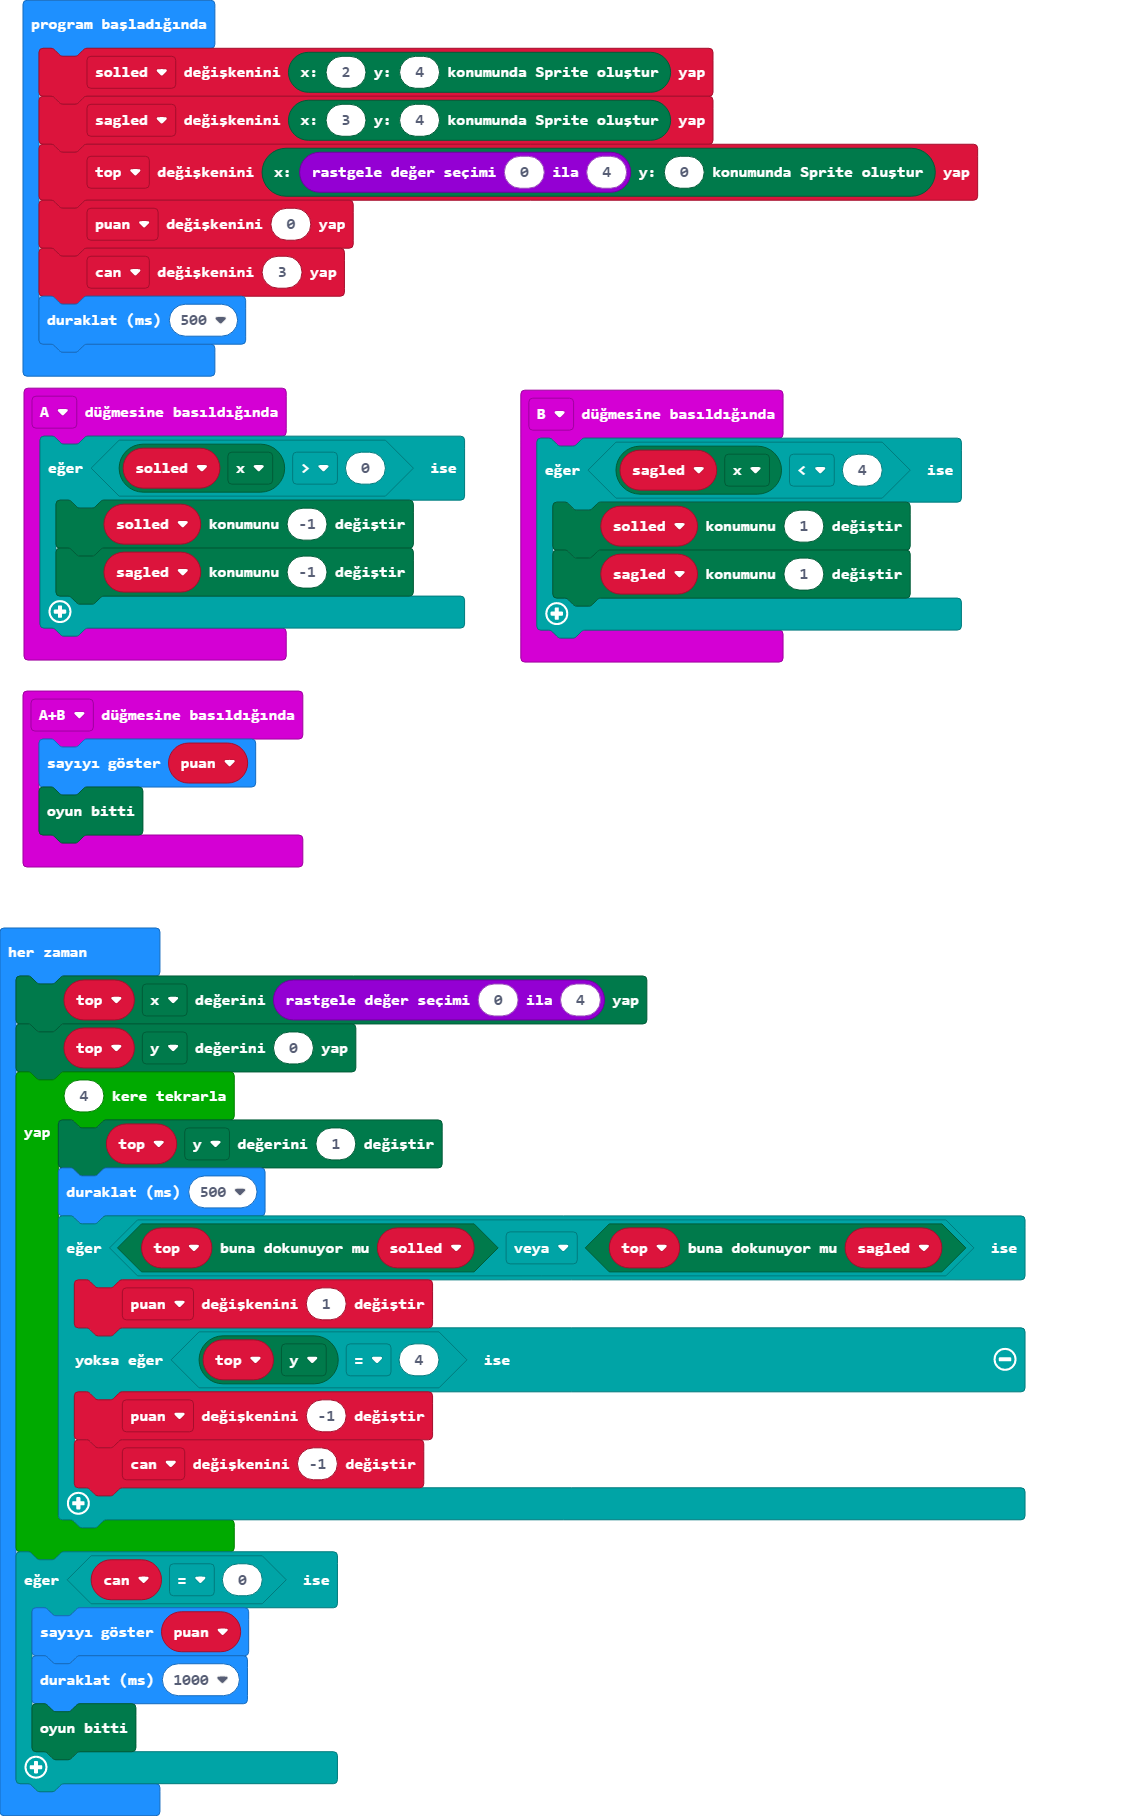 program başladığında
solled değişkenini x: 2 y: 4 konumunda Sprite oluştur yap
sagled değişkenini x: 3 y: 4 konumunda Sprite oluştur yap
top değişkenini x: rastgele değer seçimi 0 ila 4 y: 0 konumunda Sprite oluştur yap
puan değişkenini 0 yap
can değişkenini 3 yap
duraklat (ms) 500
A düğmesine basıldığında
eğer solled x > 0 ise
solled konumunu -1 değiştir
sagled konumunu -1 değiştir
B düğmesine basıldığında
eğer sagled x < 4 ise
solled konumunu 1 değiştir
sagled konumunu 1 değiştir
A+B düğmesine basıldığında
sayıyı göster puan
oyun bitti
her zaman
top x değerini rastgele değer seçimi 0 ila 4 yap
top y değerini 0 yap
4 kere tekrarla
yap top y değerini 1 değiştir
duraklat (ms) 500
eğer top buna dokunuyor mu solled veya top buna dokunuyor mu sagled ise
puan değişkenini 1 değiştir
yoksa eğer top y = 4 ise
puan değişkenini -1 değiştir
can değişkenini -1 değiştir
eğer can = 0 ise
sayıyı göster puan
duraklat (ms) 1000
oyun bitti